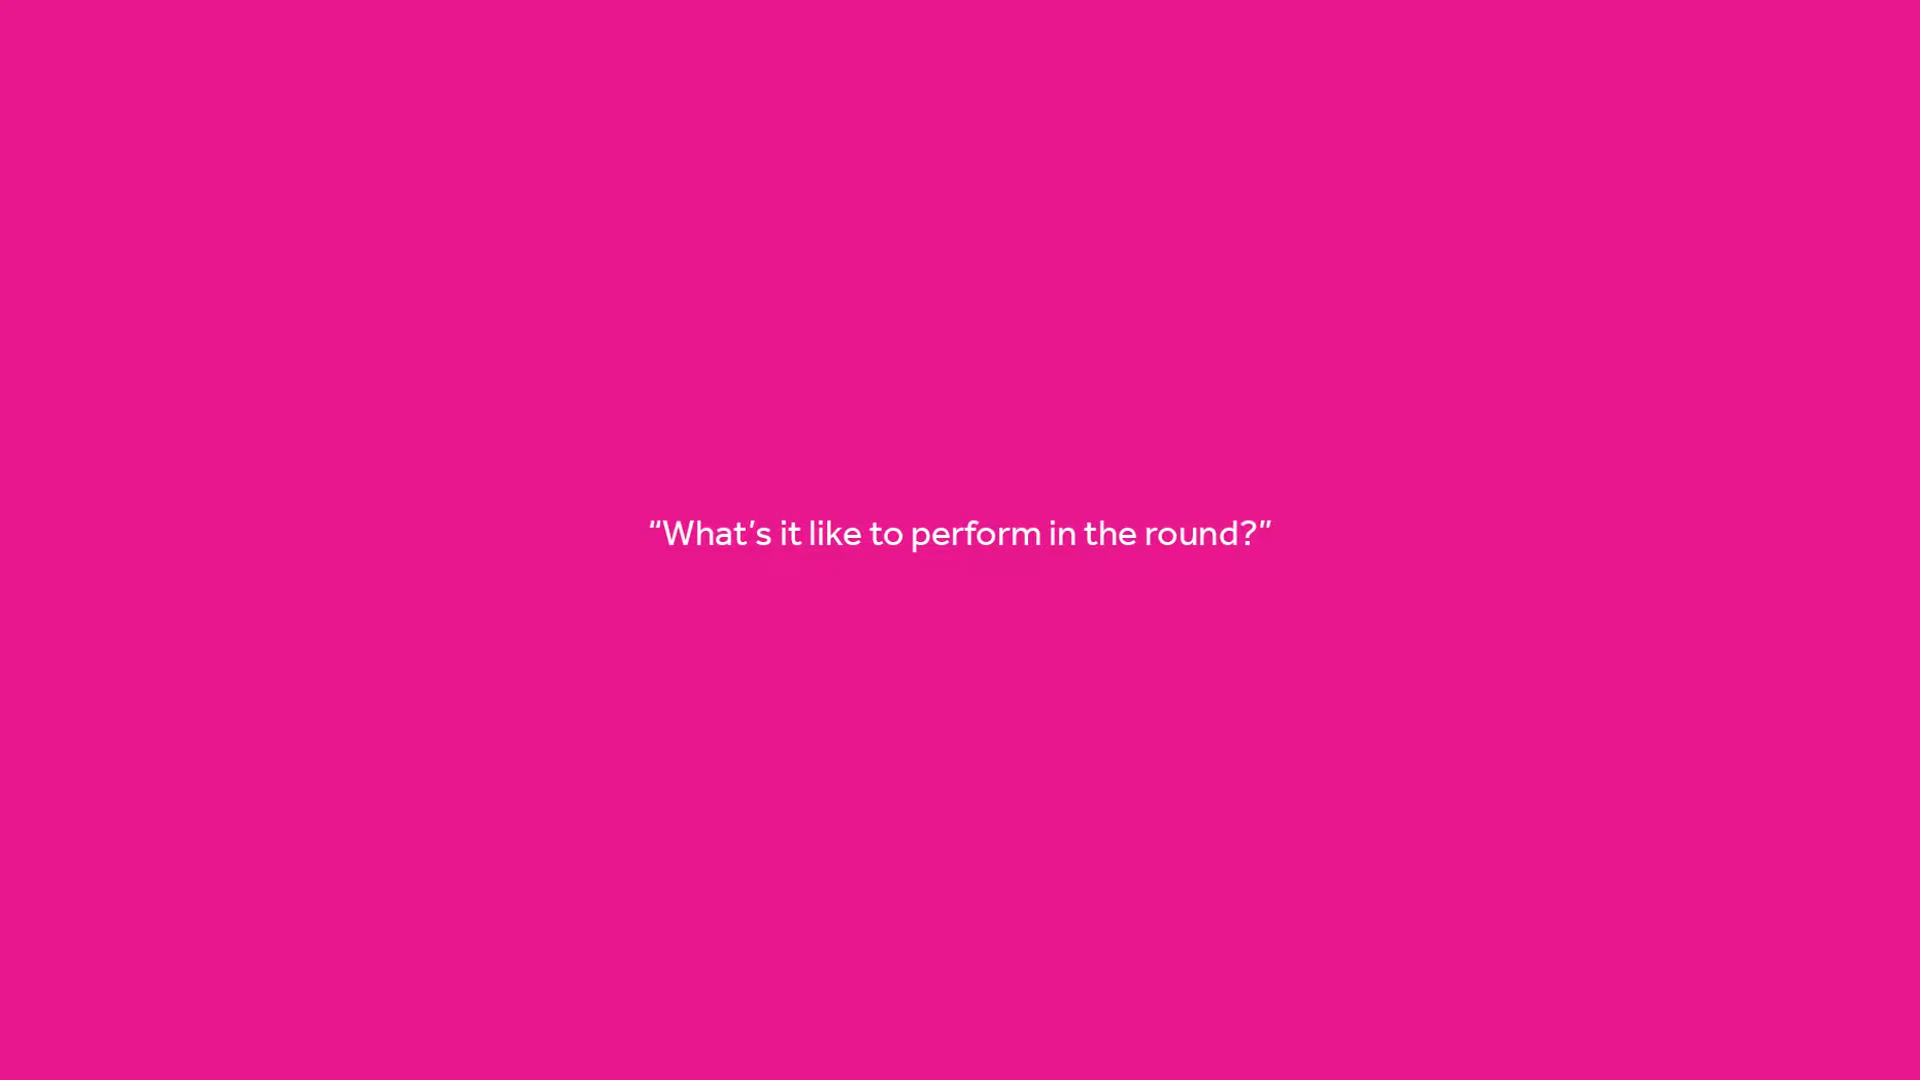 “What’s it like to perform in the round?”